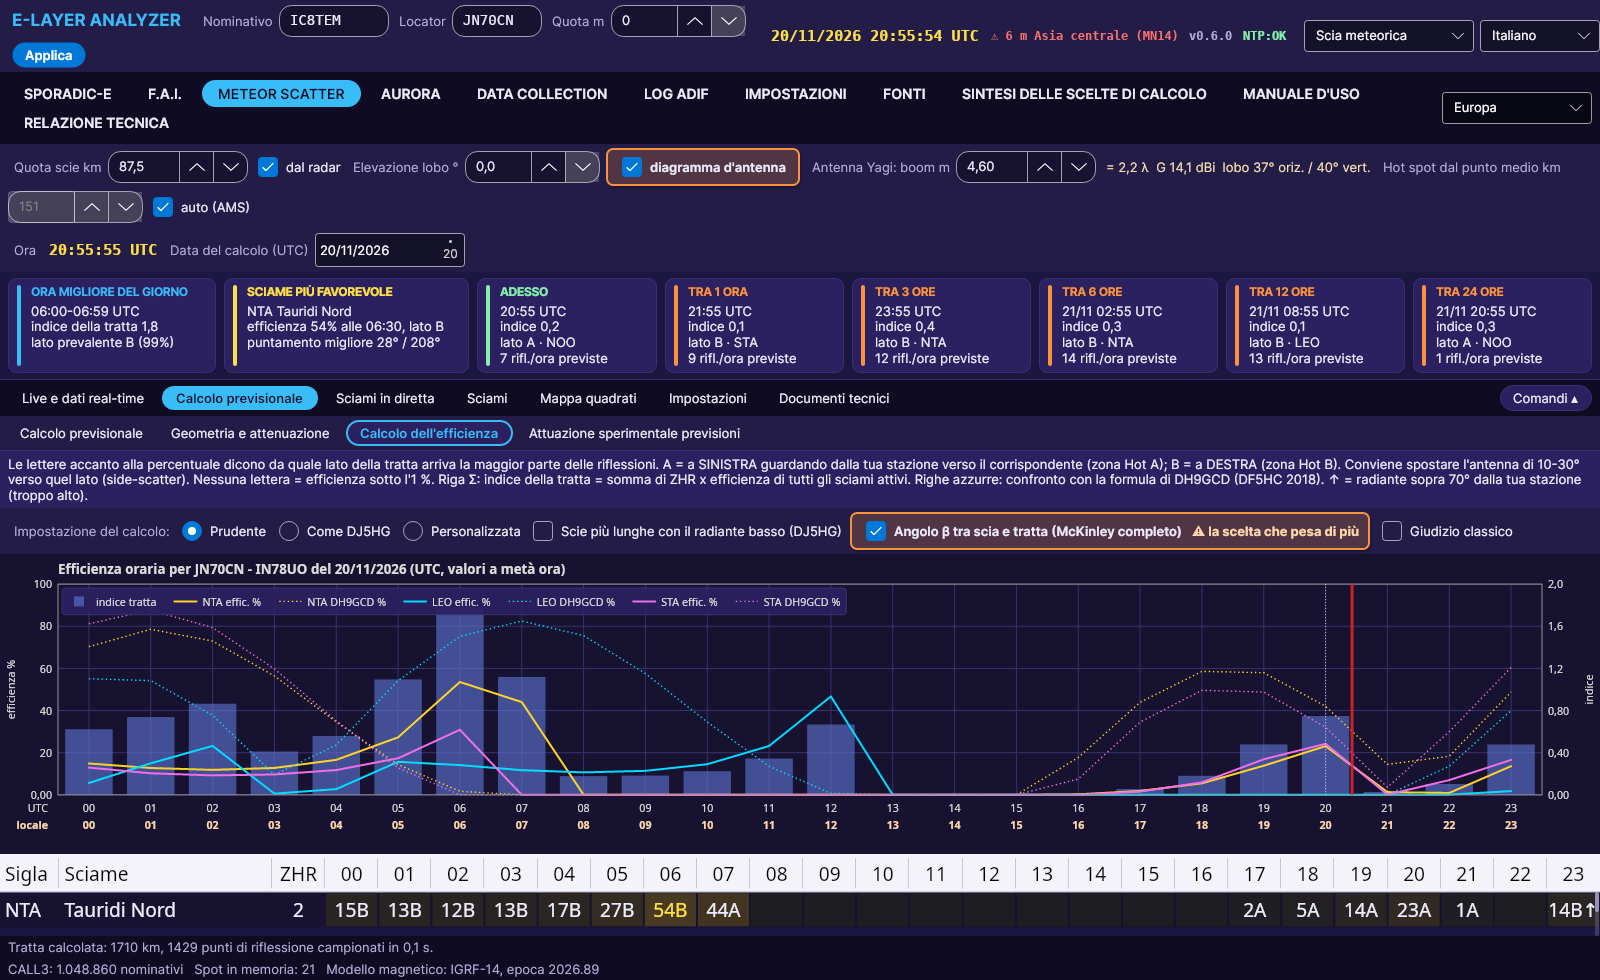 E-LAYER ANALYZER Nominativo IC8TEM Locator JN70CN Quota m 0
20/11/2026 20:55:54 UTC ⚠ 6 m Asia centrale (MN14) v0.6.0 NTP:OK Scia meteorica Italiano
Applica
SPORADIC-E F.A.I. METEOR SCATTER AURORA DATA COLLECTION LOG ADIF IMPOSTAZIONI FONTI SINTESI DELLE SCELTE DI CALCOLO MANUALE D'USO
RELAZIONE TECNICA
Europa
Quota scie km 87,5 dal radar Elevazione lobo ° 0,0 diagramma d'antenna Antenna Yagi: boom m 4,60 = 2,2 λ G 14,1 dBi lobo 37° oriz. / 40° vert. Hot spot dal punto medio km
151 auto (AMS)
Ora 20:55:55 UTC Data del calcolo (UTC) 20/11/2026 20
ORA MIGLIORE DEL GIORNO
06:00-06:59 UTC
indice della tratta 1,8
lato prevalente B (99%)
SCIAME PIÙ FAVOREVOLE
NTA Tauridi Nord
efficienza 54% alle 06:30, lato B
puntamento migliore 28° / 208°
ADESSO
20:55 UTC
indice 0,2
lato A · NOO
7 rifl./ora previste
TRA 1 ORA
21:55 UTC
indice 0,1
lato B · STA
9 rifl./ora previste
TRA 3 ORE
23:55 UTC
indice 0,4
lato B · NTA
12 rifl./ora previste
TRA 6 ORE
21/11 02:55 UTC
indice 0,3
lato B · NTA
14 rifl./ora previste
TRA 12 ORE
21/11 08:55 UTC
indice 0,1
lato B · LEO
13 rifl./ora previste
TRA 24 ORE
21/11 20:55 UTC
indice 0,3
lato A · NOO
1 rifl./ora previste
Live e dati real-time Calcolo previsionale Sciami in diretta Sciami Mappa quadrati Impostazioni Documenti tecnici Comandi ▴
Calcolo previsionale Geometria e attenuazione Calcolo dell'efficienza Attuazione sperimentale previsioni
Le lettere accanto alla percentuale dicono da quale lato della tratta arriva la maggior parte delle riflessioni. A = a SINISTRA guardando dalla tua stazione verso il corrispondente (zona Hot A); B = a DESTRA (zona Hot B). Conviene spostare l'antenna di 10-30°
verso quel lato (side-scatter). Nessuna lettera = efficienza sotto l'1 %. Riga Σ: indice della tratta = somma di ZHR x efficienza di tutti gli sciami attivi. Righe azzurre: confronto con la formula di DH9GCD (DF5HC 2018). ↑ = radiante sopra 70° dalla tua stazione
(troppo alto).
Impostazione del calcolo: Prudente Come DJ5HG Personalizzata Scie più lunghe con il radiante basso (DJ5HG) Angolo β tra scia e tratta (McKinley completo) ⚠ la scelta che pesa di più Giudizio classico
Efficienza oraria per JN70CN - IN78UO del 20/11/2026 (UTC, valori a metà ora)
indice tratta NTA effic. % NTA DH9GCD % LEO effic. % LEO DH9GCD % STA effic. % STA DH9GCD %
100 2,0
80 1,6
60 1,2
40 0,80
20 0,40
0,00 0,00
efficienza %
indice
UTC 00 01 02 03 04 05 06 07 08 09 10 11 12 13 14 15 16 17 18 19 20 21 22 23
locale 00 01 02 03 04 05 06 07 08 09 10 11 12 13 14 15 16 17 18 19 20 21 22 23
Sigla Sciame ZHR 00 01 02 03 04 05 06 07 08 09 10 11 12 13 14 15 16 17 18 19 20 21 22 23
NTA Tauridi Nord 2 15B 13B 12B 13B 17B 27B 54B 44A 2A 5A 14A 23A 1A 14B↑
Tratta calcolata: 1710 km, 1429 punti di riflessione campionati in 0,1 s.
CALL3: 1.048.860 nominativi Spot in memoria: 21 Modello magnetico: IGRF-14, epoca 2026.89